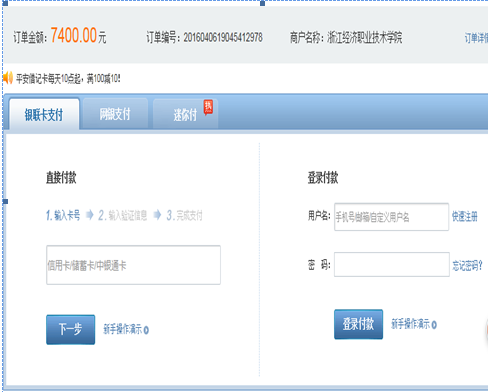 订单金额：7400.00元 订单编号：2016040619045412978 商户名称：浙江经济职业技术学院 订单详情
平安借记卡每天10点起，满100减10！
银联卡支付 网银支付 迷你付 热
直接付款
1.输入卡号 2.输入验证信息 3.完成支付
信用卡/储蓄卡/中银通卡
下一步 新手操作演示
登录付款
用户名： 手机号/邮箱/自定义用户名 快速注册
密 码： 忘记密码？
登录付款 新手操作演示